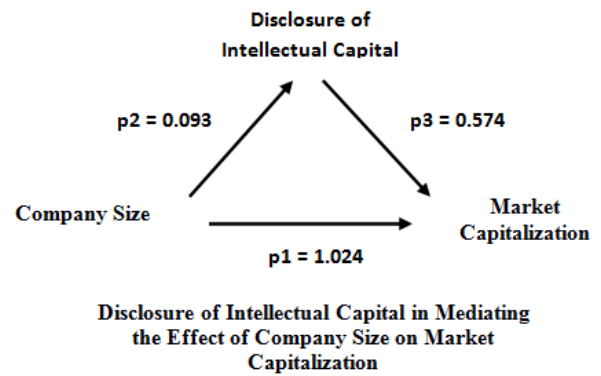 Disclosure of
Intellectual Capital
p2 = 0.093
p3 = 0.574
Company Size
Market
Capitalization
p1 = 1.024
Disclosure of Intellectual Capital in Mediating
the Effect of Company Size on Market
Capitalization